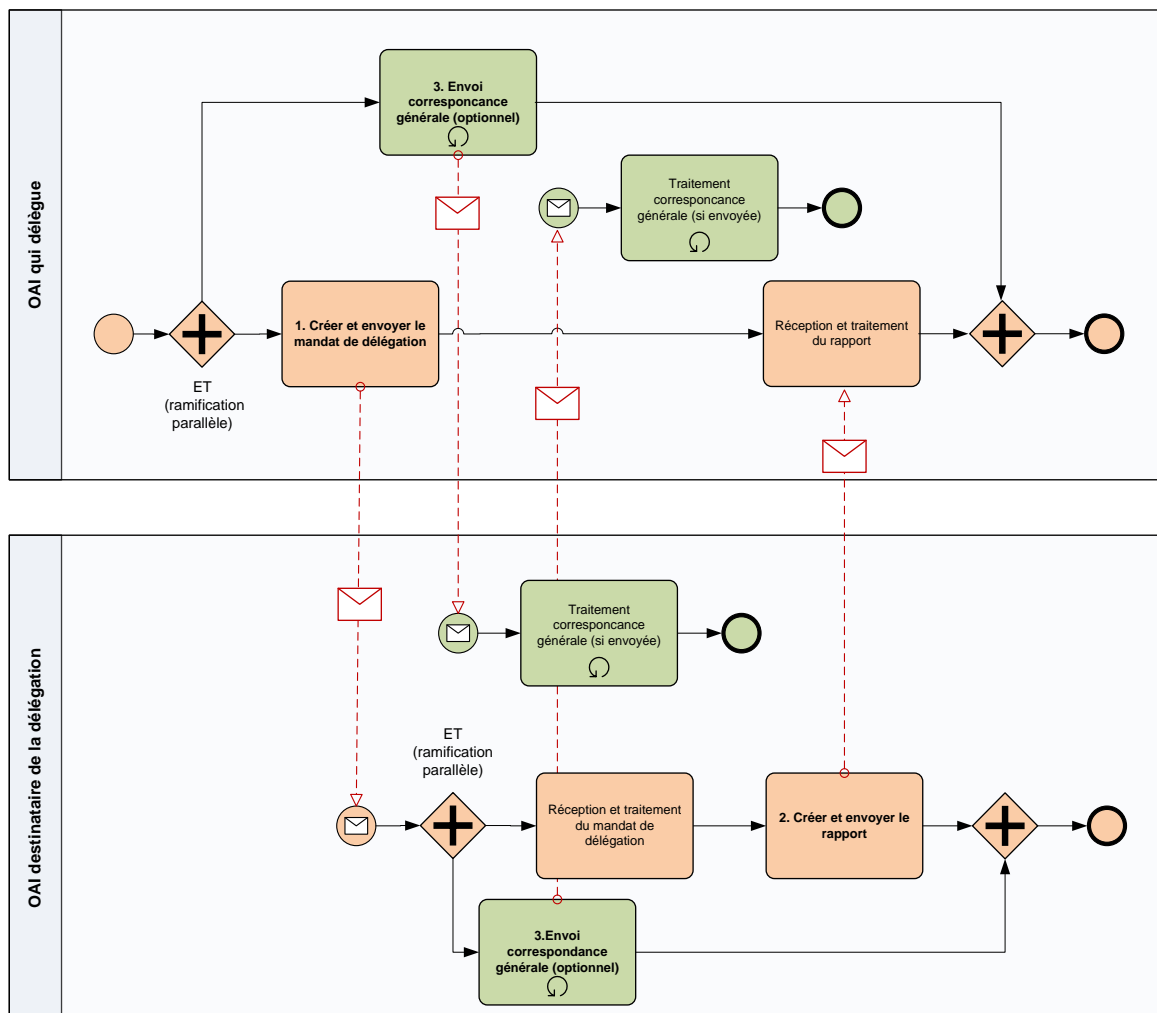 OAI qui délègue
3. Envoi
corresponcance
générale (optionnel)
Traitement
corresponcance
générale (si envoyée)
1. Créer et envoyer le
mandat de délégation
Réception et traitement
du rapport
ET
(ramification
parallèle)
OAI destinataire de la délégation
Traitement
corresponcance
générale (si envoyée)
ET
(ramification
parallèle)
Réception et traitement
du mandat de
délégation
2. Créer et envoyer le
rapport
3.Envoi
correspondance
générale (optionnel)